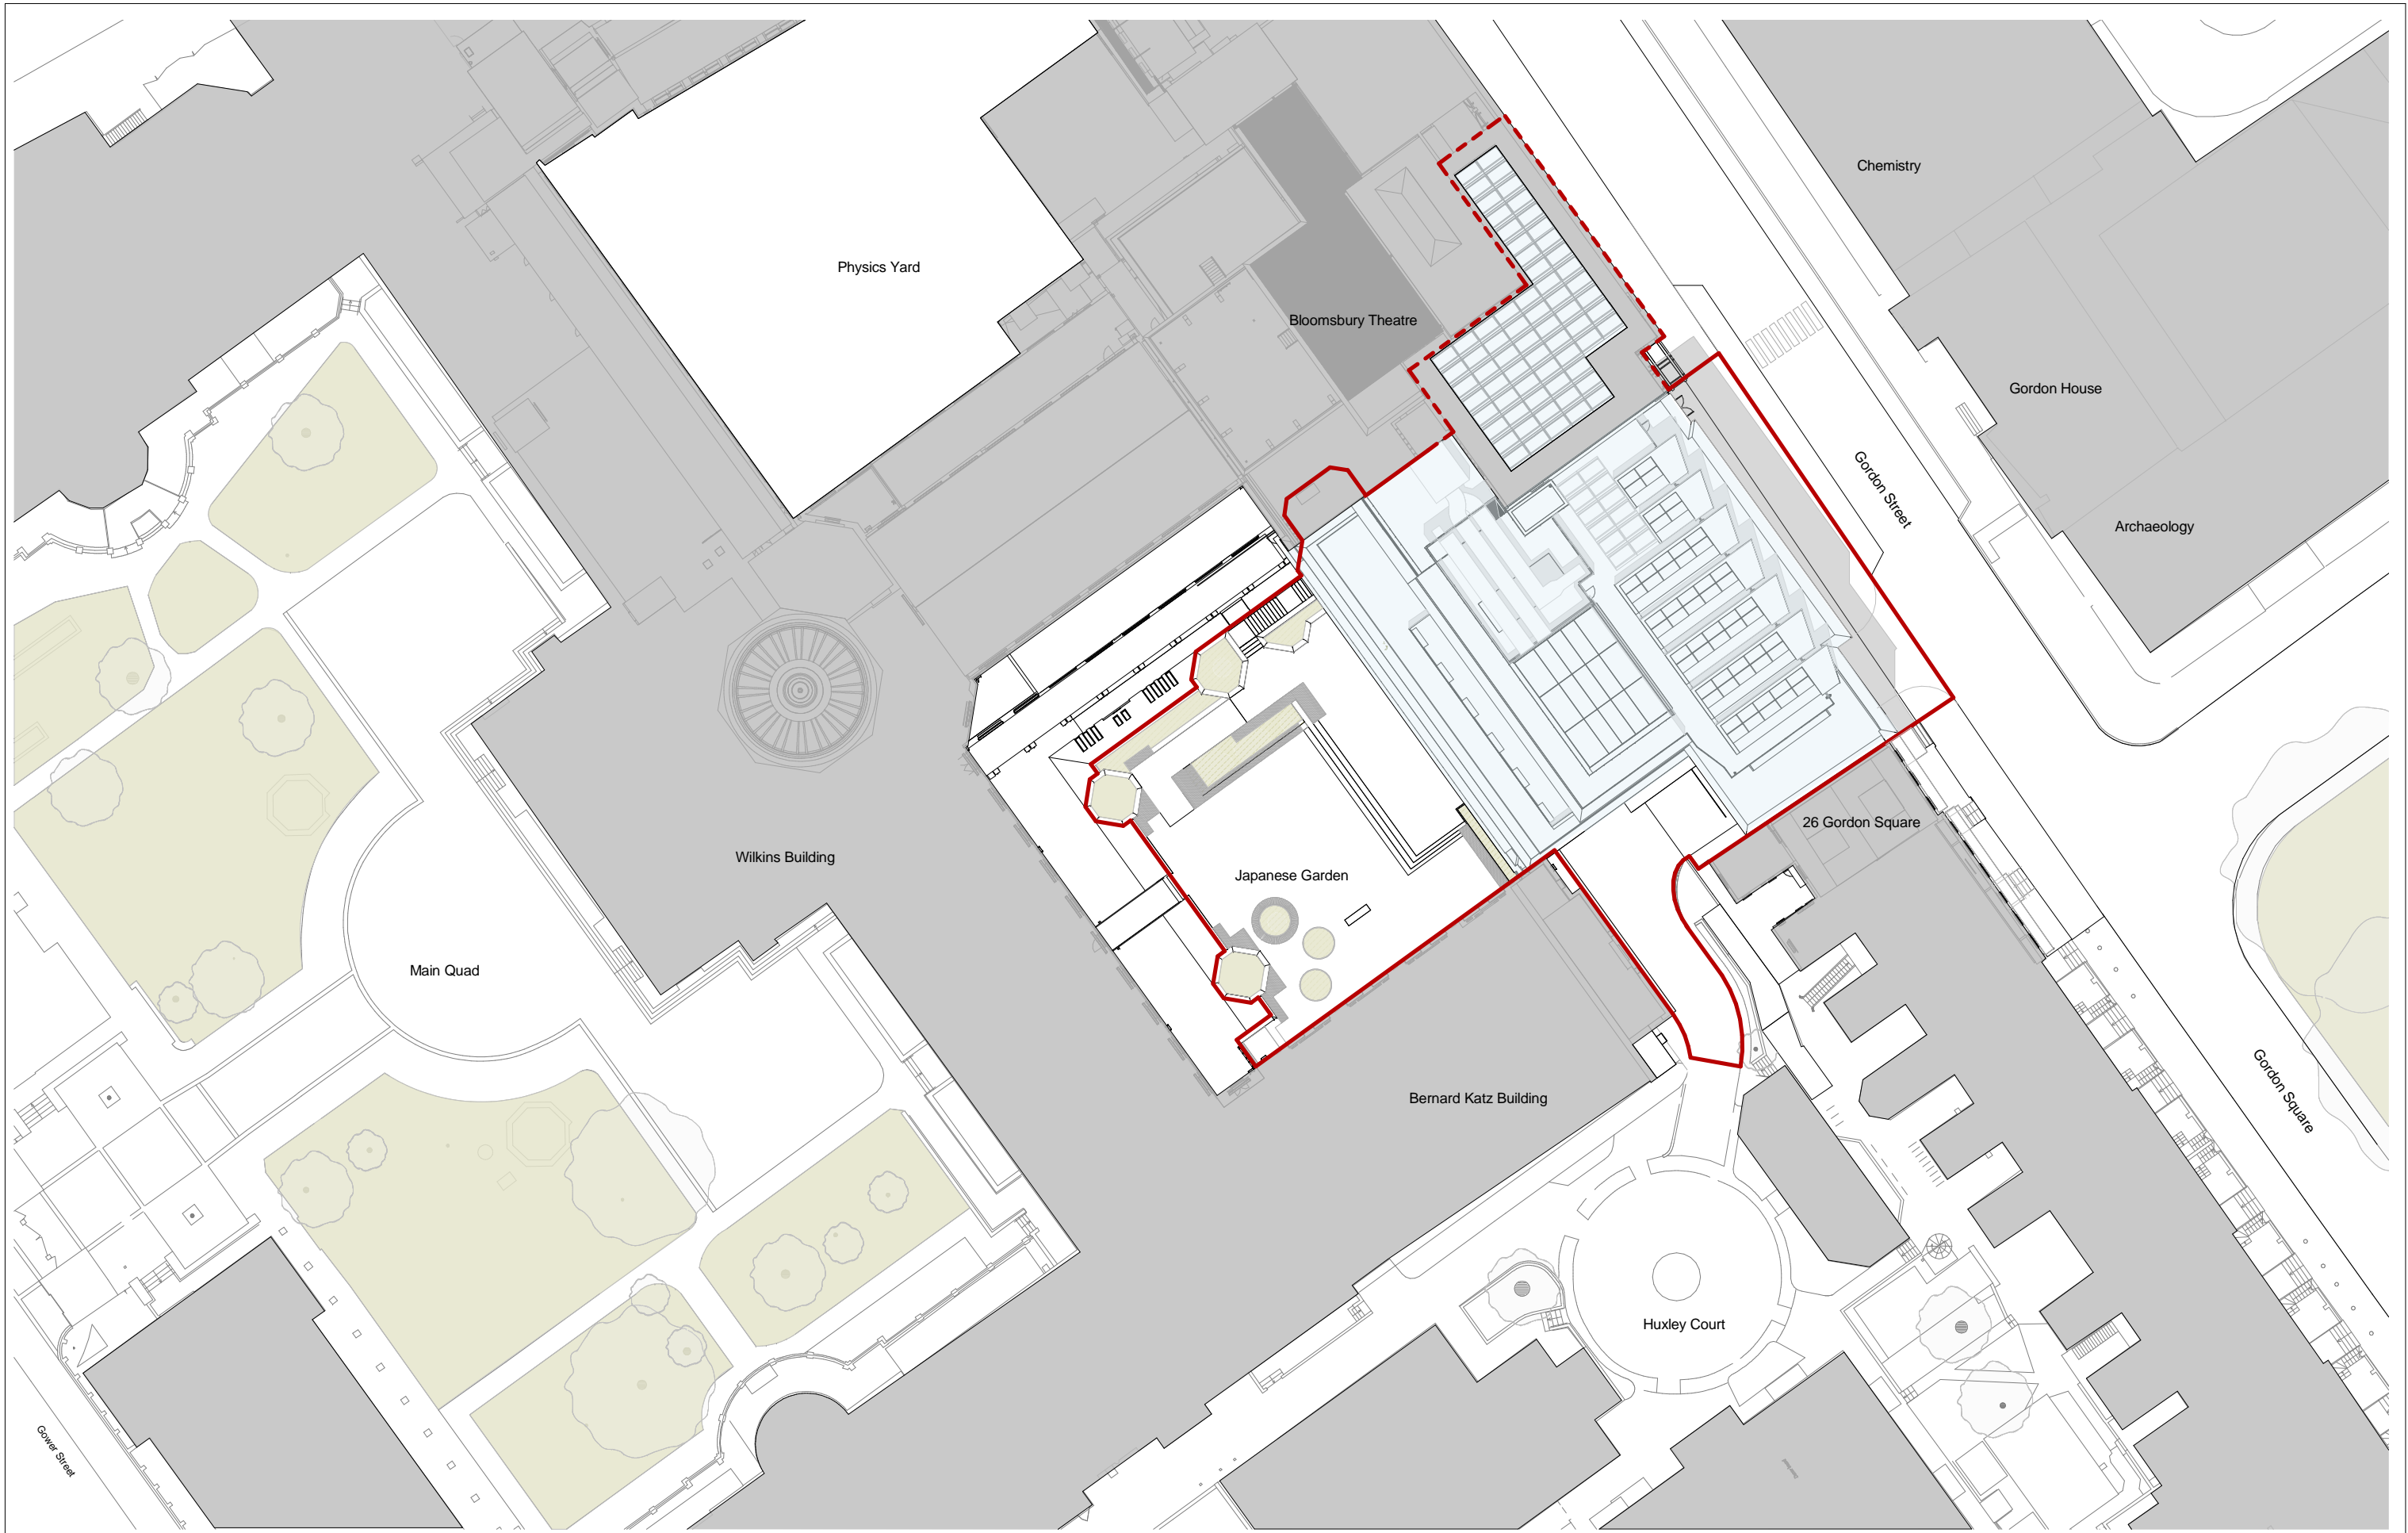 Chemistry
Physics Yard
Bloomsbury Theatre
Gordon House
Gordon Street
Archaeology
26 Gordon Square
Wilkins Building
Japanese Garden
Main Quad
Gordon Square
Bernard Katz Building
Huxley Court
Gower Street